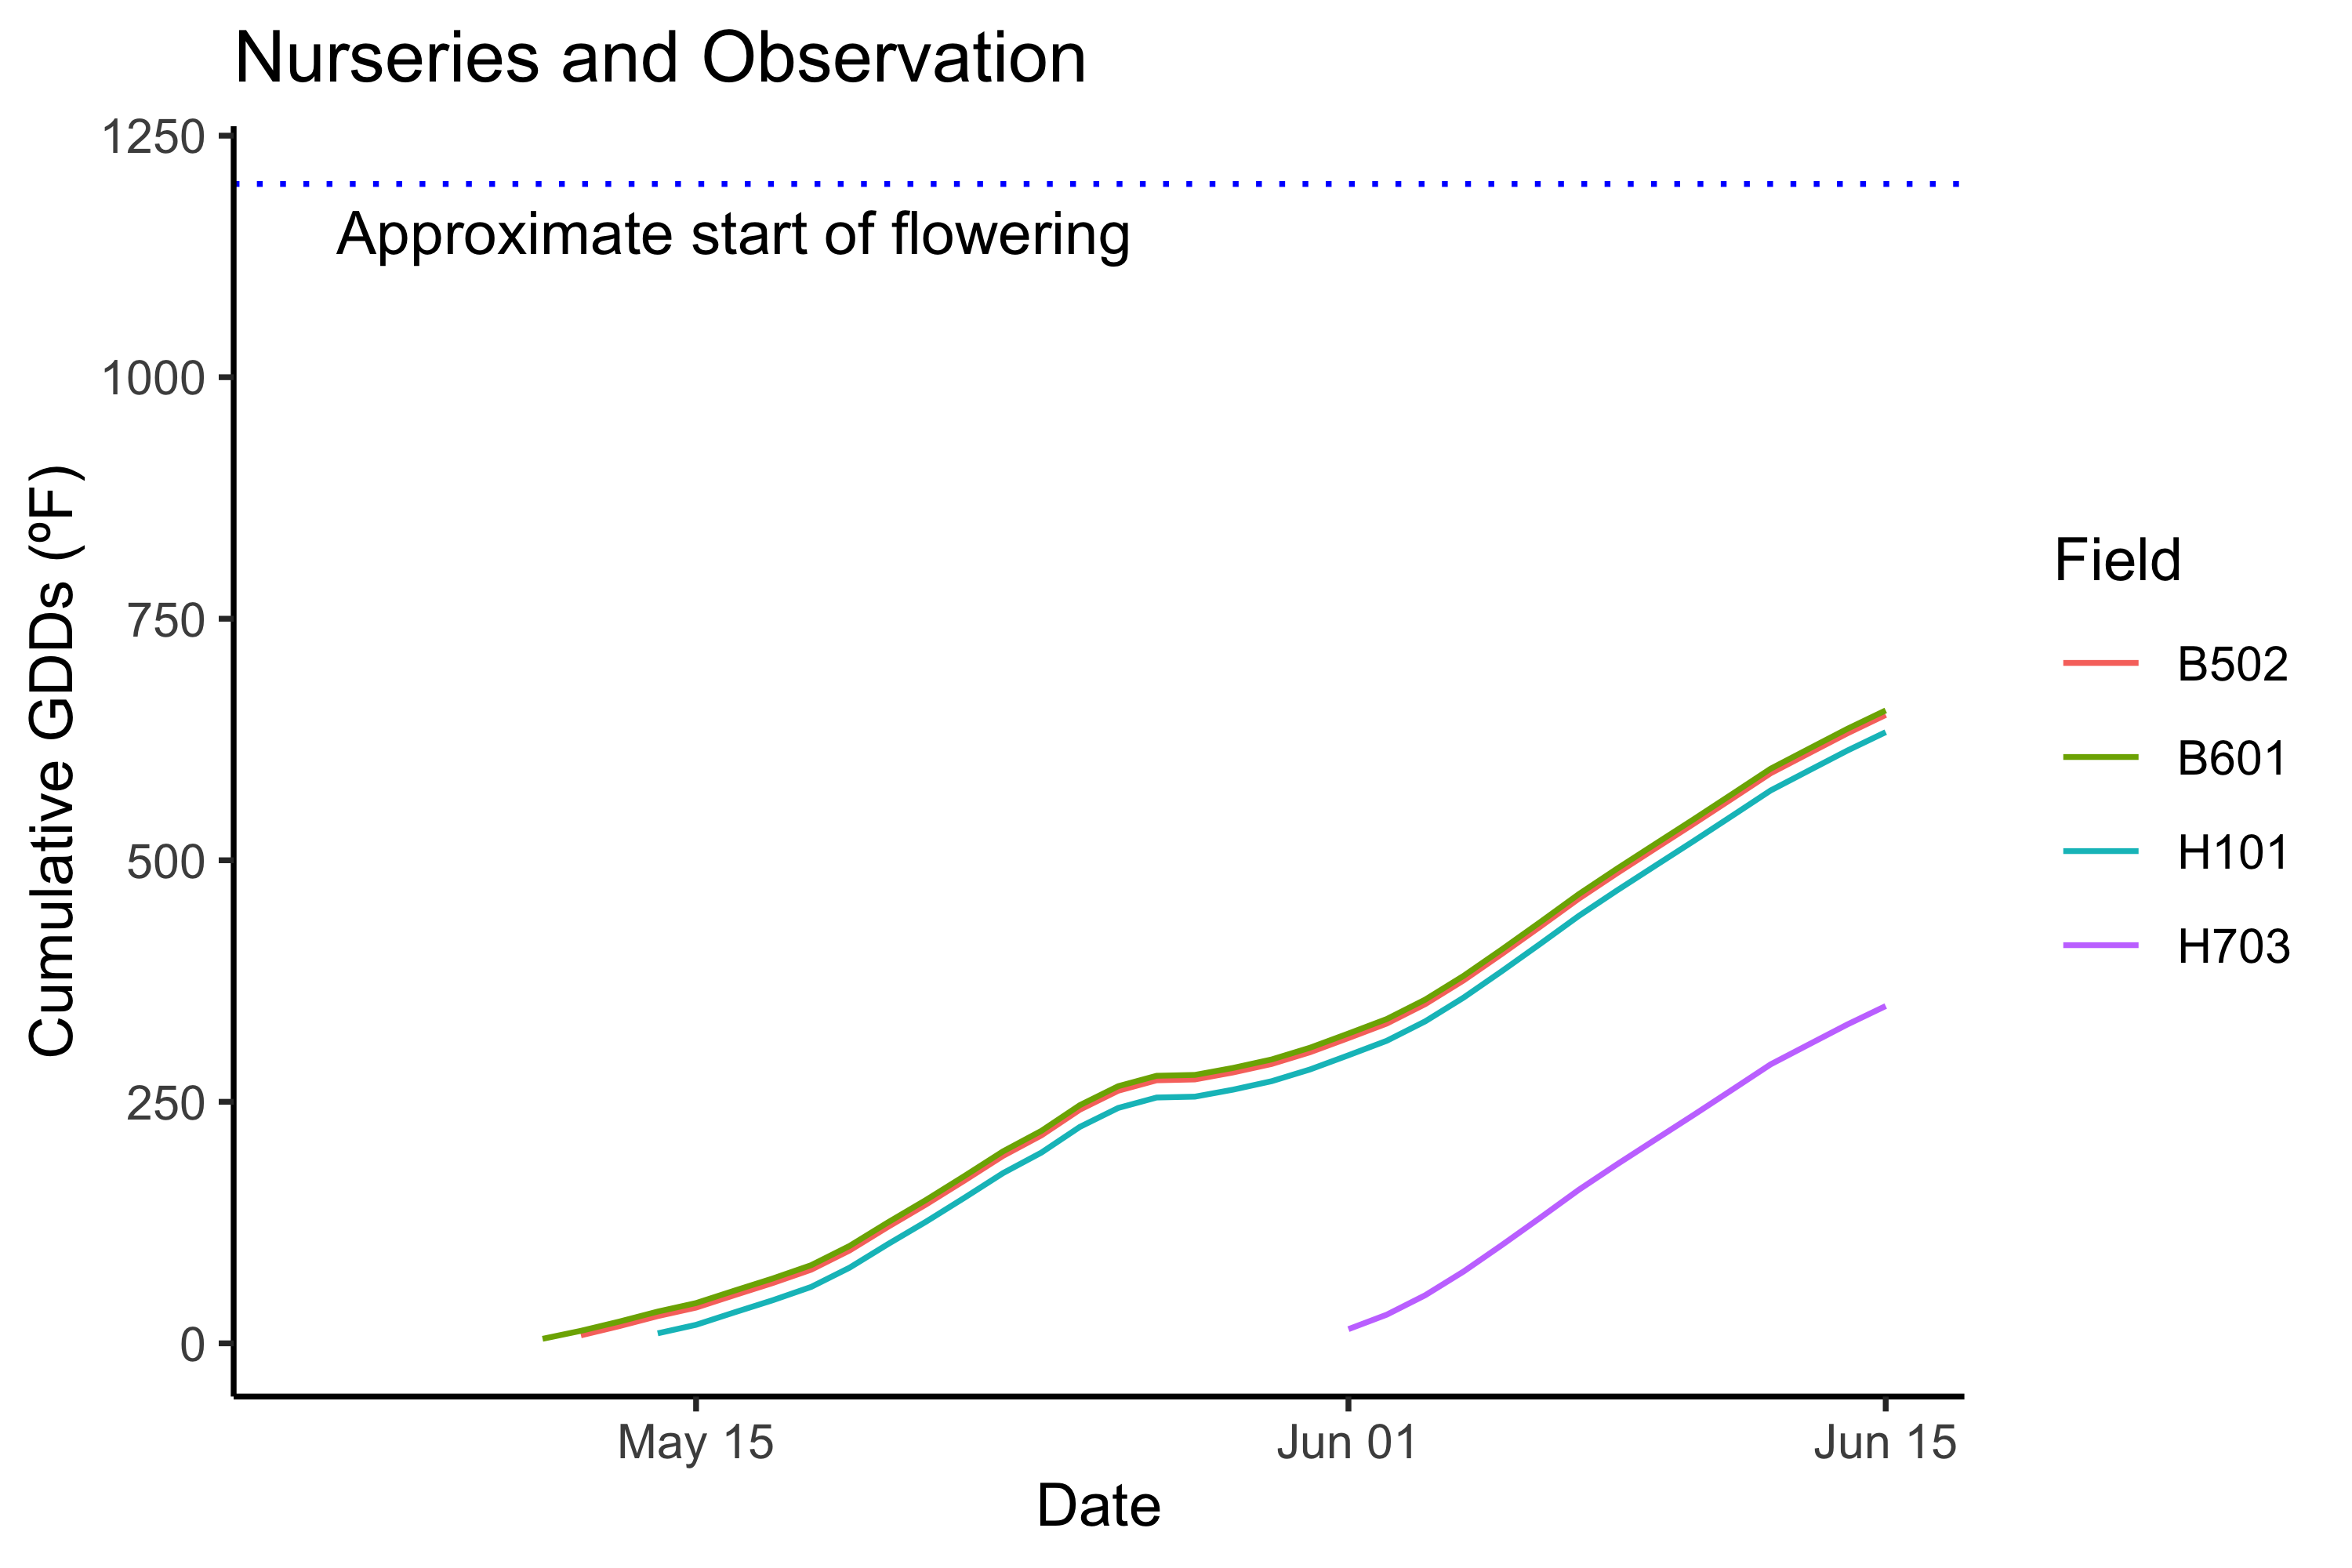 Nurseries and Observation
1250
Approximate start of flowering
1000
750
500
250
0
Cumulative GDDs (ºF)
May 15
Jun 01
Jun 15
Date
Field
B502
B601
H101
H703